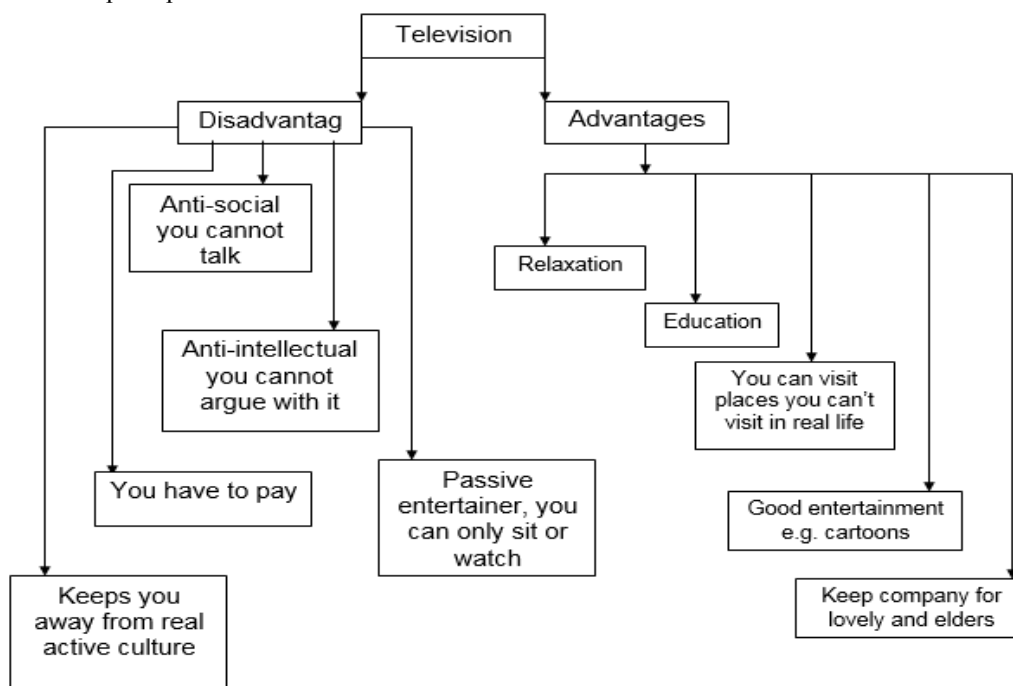 Television
Disadvantag
Advantages
Anti-social
you cannot
talk
Relaxation
Education
Anti-intellectual
you cannot
argue with it
You can visit
places you can't
visit in real life
You have to pay
Passive
entertainer, you
can only sit or
watch
Good entertainment
e.g. cartoons
Keeps you
away from real
active culture
Keep company for
lovely and elders